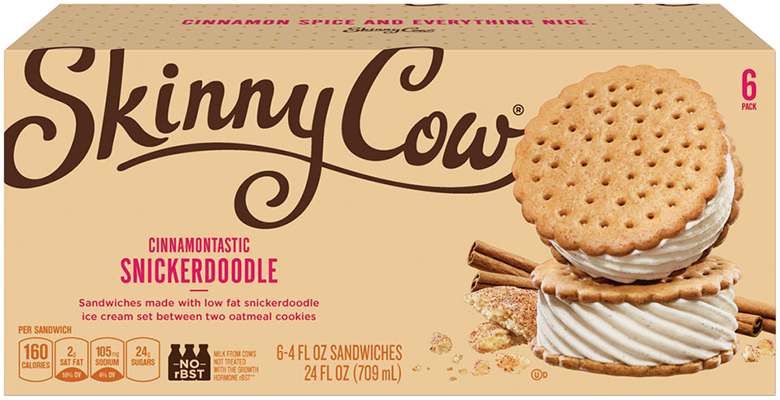 CINNAMON SPICE AND EVERYTHING NICE.
Skinny Cow
Skinny Cow®
6
PACK
CINNAMONTASTIC
SNICKERDOODLE
Sandwiches made with low fat snickerdoodle
ice cream set between two oatmeal cookies
PER SANDWICH
160 CALORIES
2g SAT FAT 10% DV
105mg SODIUM 4% DV
24g SUGARS
-NO- rBST
MILK FROM COWS
NOT TREATED
WITH THE GROWTH
HORMONE rBST**
6-4 FL OZ SANDWICHES
24 FL OZ (709 mL)
U D